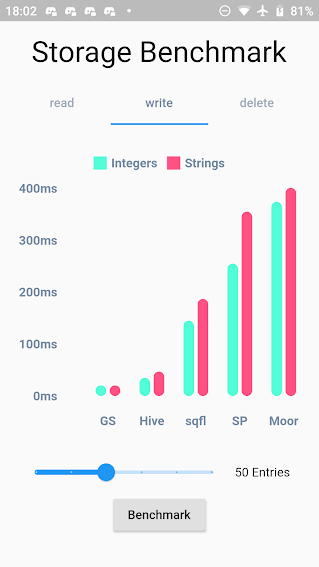 18:02 81%
Storage Benchmark
read write delete
Integers Strings
400ms
300ms
200ms
100ms
0ms
GS Hive sqfl SP Moor
50 Entries
Benchmark